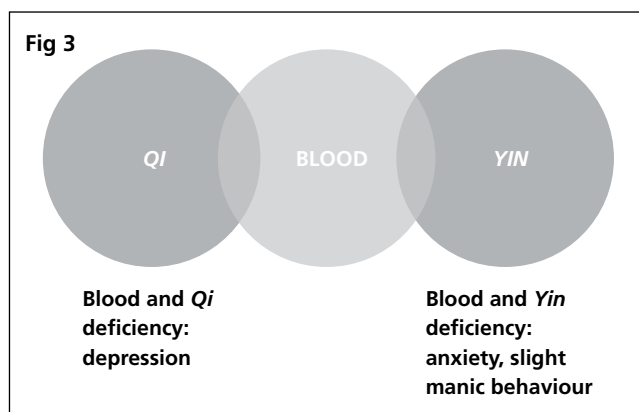 Fig 3
QI
BLOOD
YIN
Blood and Qi
deficiency:
depression
Blood and Yin
deficiency:
anxiety, slight
manic behaviour